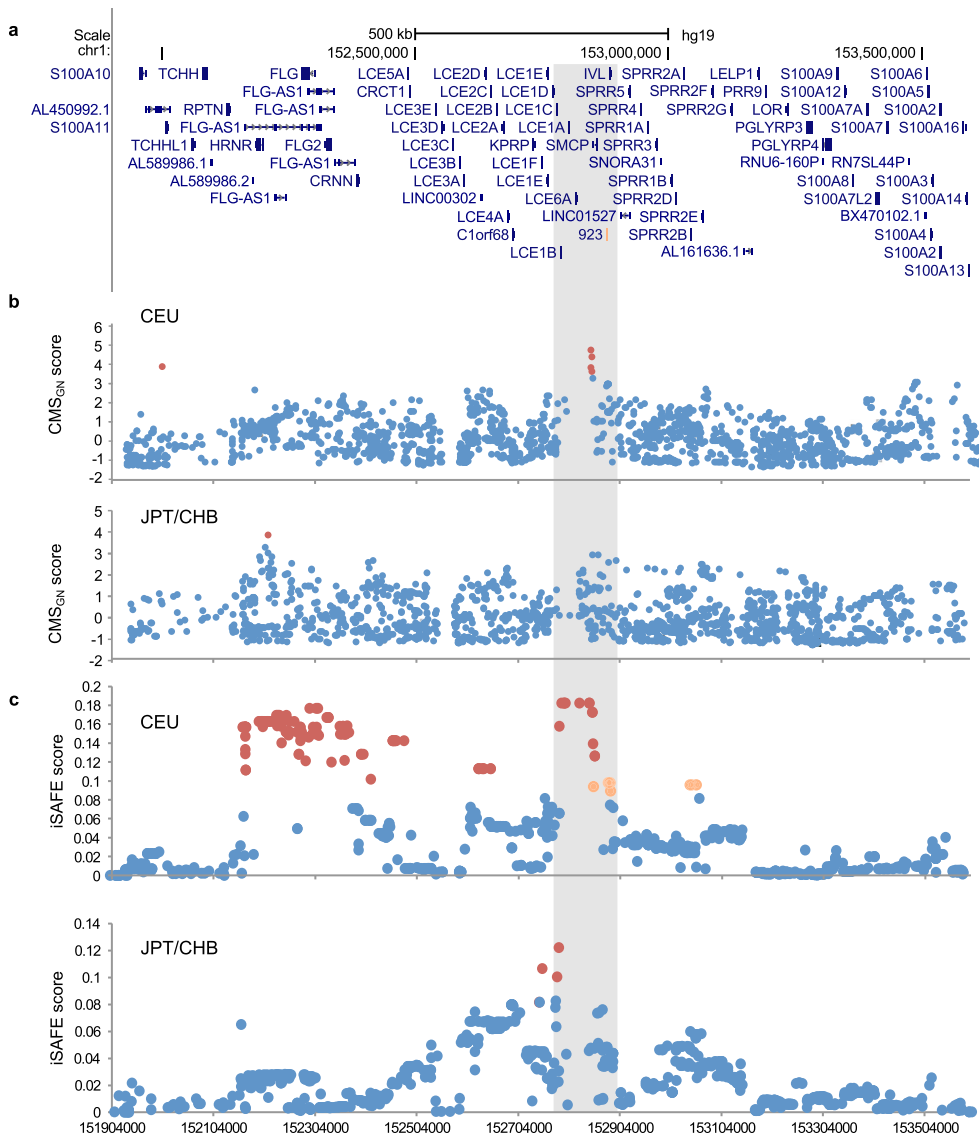 a
Scale 500 kb hg19
chr1: 152,500,000 153,000,000 153,500,000
S100A10 TCHH FLG LCE5A LCE2D LCE1E IVL SPRR2A LELP1 S100A9 S100A6
FLG-AS1 CRCT1 LCE2C LCE1D SPRR5 SPRR2F PRR9 S100A12 S100A5
AL450992.1 RPTN FLG-AS1 LCE3E LCE2B LCE1C SPRR4 SPRR2G LOR S100A7A S100A2
S100A11 FLG-AS1 LCE3D LCE2A LCE1A SPRR1A PGLYRP3 S100A7 S100A16
TCHHL1 HRNR FLG2 LCE3C KPRP SMCP SPRR3 PGLYRP4
AL589986.1 FLG-AS1 LCE3B LCE1F SNORA31 RNU6-160P RN7SL44P
AL589986.2 CRNN LCE3A LCE1E SPRR1B S100A8 S100A3
FLG-AS1 LINC00302 LCE6A SPRR2D S100A7L2 S100A14
LCE4A LINC01527 SPRR2E BX470102.1
C1orf68 923 SPRR2B S100A4
LCE1B AL161636.1 S100A2
S100A13
b
CEU
CMSGN score
6
5
4
3
2
1
0
-1
-2
JPT/CHB
CMSGN score
5
4
3
2
1
0
-1
-2
c
CEU
iSAFE score
0.2
0.18
0.16
0.14
0.12
0.1
0.08
0.06
0.04
0.02
0
JPT/CHB
iSAFE score
0.14
0.12
0.1
0.08
0.06
0.04
0.02
0
151904000 152104000 152304000 152504000 152704000 152904000 153104000 153304000 153504000